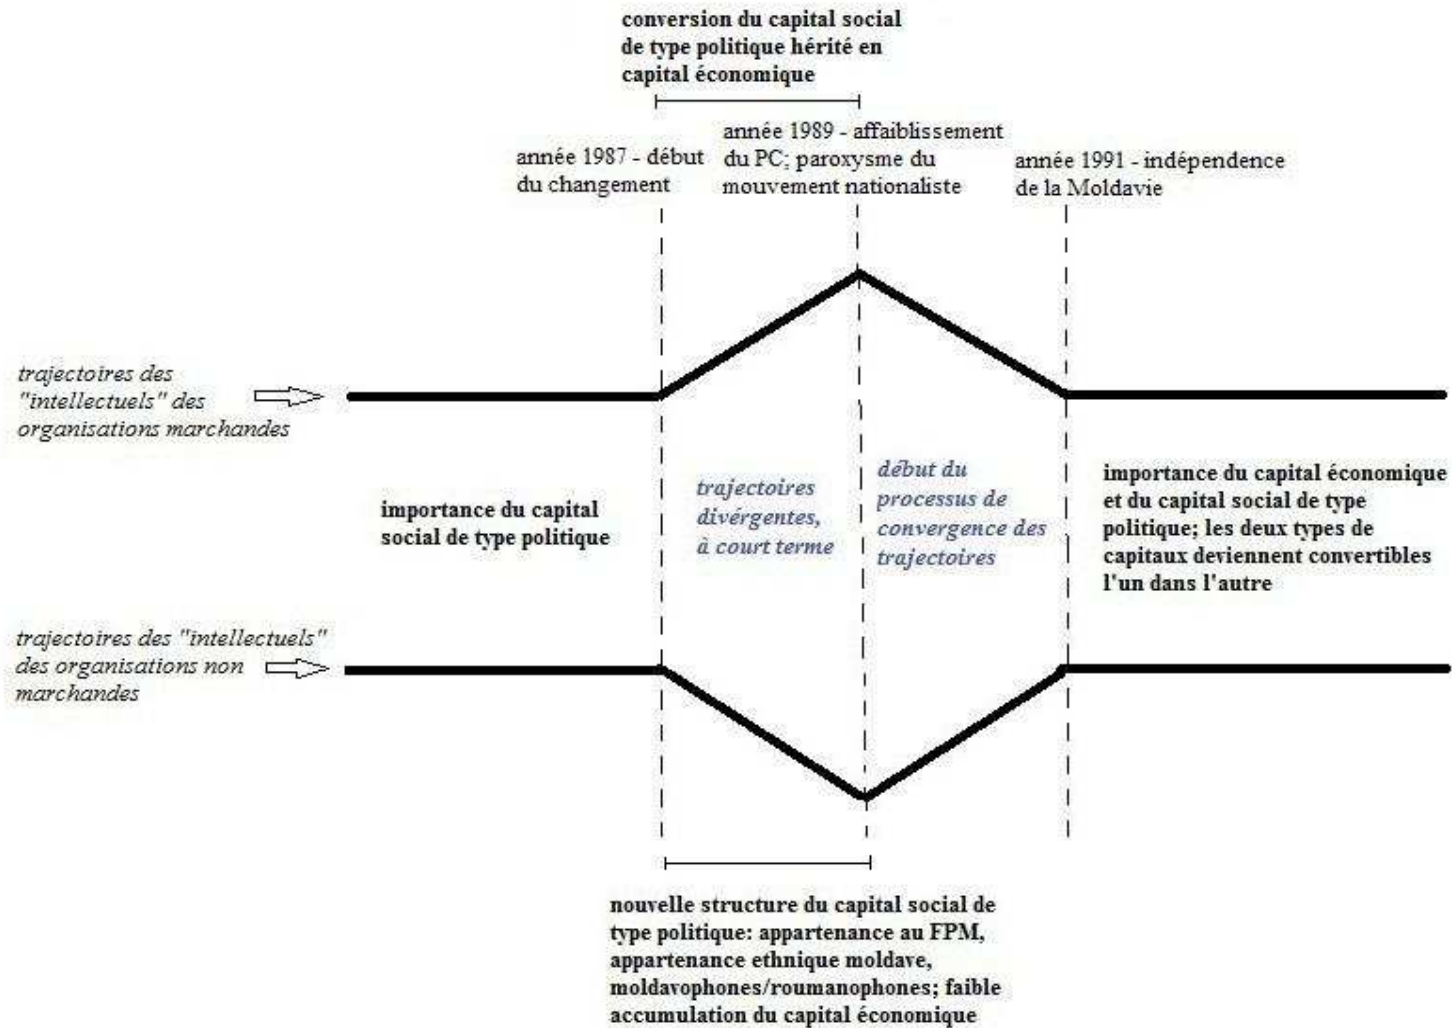 conversion du capital social
de type politique hérité en
capital économique
année 1987 - début
du changement
année 1989 - affaiblissement
du PC; paroxysme du
mouvement nationaliste
année 1991 - indépendence
de la Moldavie
trajectoires des
"intellectuels" des
organisations marchandes
importance du capital
social de type politique
trajectoires
divérgentes,
à court terme
début du
processus de
convergence des
trajectoires
importance du capital économique
et du capital social de type
politique; les deux types de
capitaux deviennent convertibles
l'un dans l'autre
trajectoires des "intellectuels"
des organisations non
marchandes
nouvelle structure du capital social de
type politique: appartenance au FPM,
appartenance ethnique moldave,
moldavophones/roumanophones; faible
accumulation du capital économique